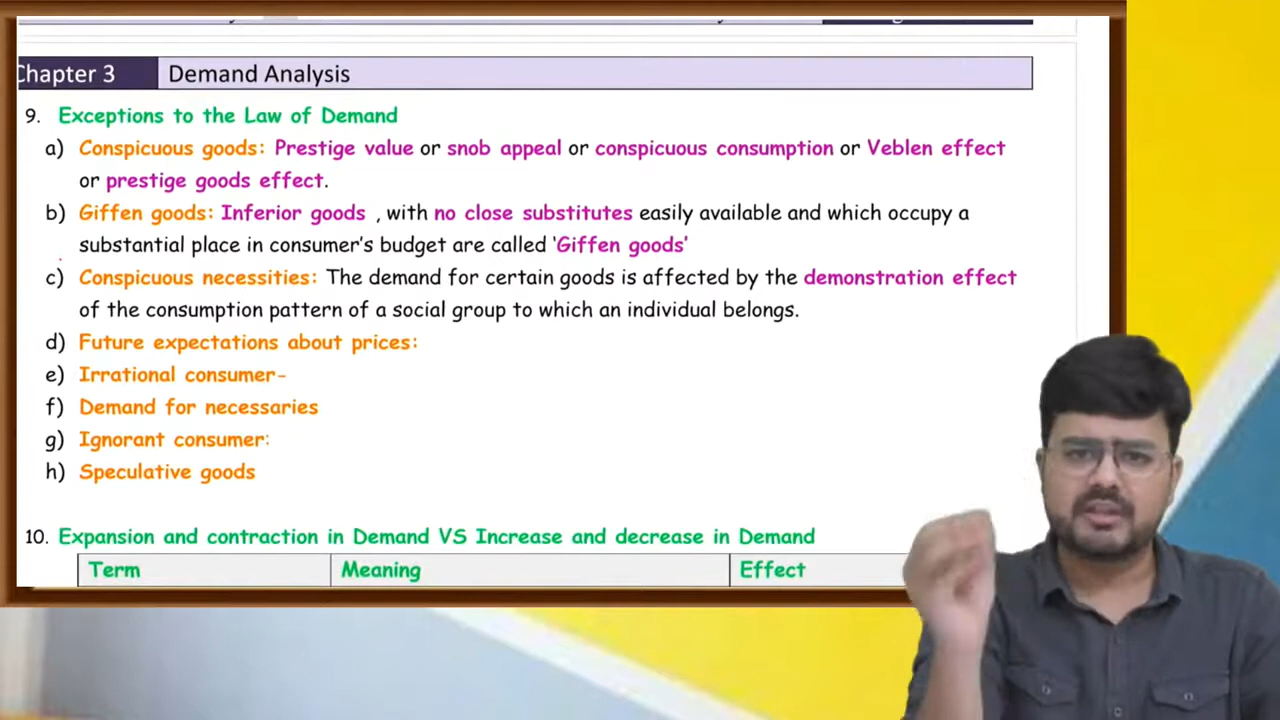 Chapter 3 Demand Analysis
9. Exceptions to the Law of Demand
a) Conspicuous goods: Prestige value or snob appeal or conspicuous consumption or Veblen effect
or prestige goods effect.
b) Giffen goods: Inferior goods , with no close substitutes easily available and which occupy a
substantial place in consumer's budget are called 'Giffen goods'
c) Conspicuous necessities: The demand for certain goods is affected by the demonstration effect
of the consumption pattern of a social group to which an individual belongs.
d) Future expectations about prices:
e) Irrational consumer-
f) Demand for necessaries
g) Ignorant consumer:
h) Speculative goods
10. Expansion and contraction in Demand VS Increase and decrease in Demand
Term Meaning Effect